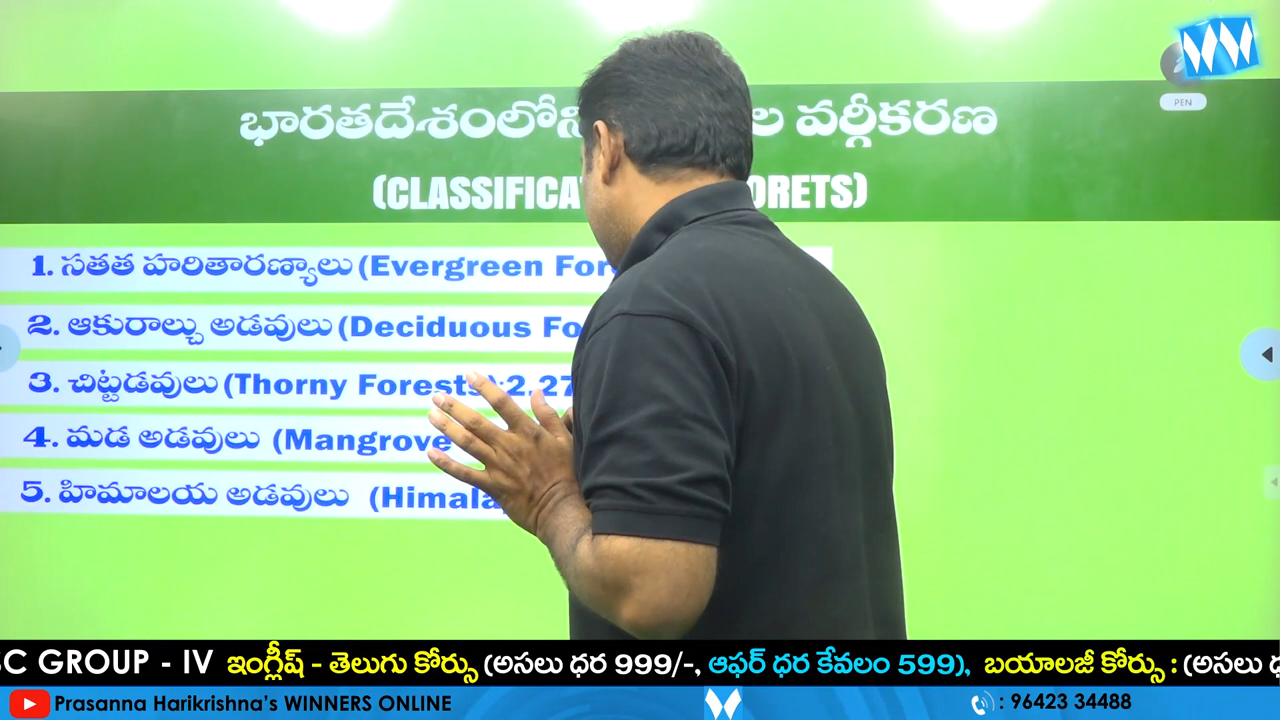 PEN
భారతదేశంలోని ల వర్గీకరణ
(CLASSIFICA ORETS)
1. సతత హరితారణ్యాలు (Evergreen For
2. ఆకురాల్చు అడవులు (Deciduous Fo
3. చిట్టడవులు (Thorny Forests):2.27
4. మడ అడవులు (Mangrove
5. హిమాలయ అడవులు (Himala
SC GROUP - IV ఇంగ్లీష్ - తెలుగు కోర్సు (అసలు ధర 999/-, ఆఫర్ ధర కేవలం 599), బయాలజీ కోర్సు : (అసలు ధ
Prasanna Harikrishna's WINNERS ONLINE : 96423 34488